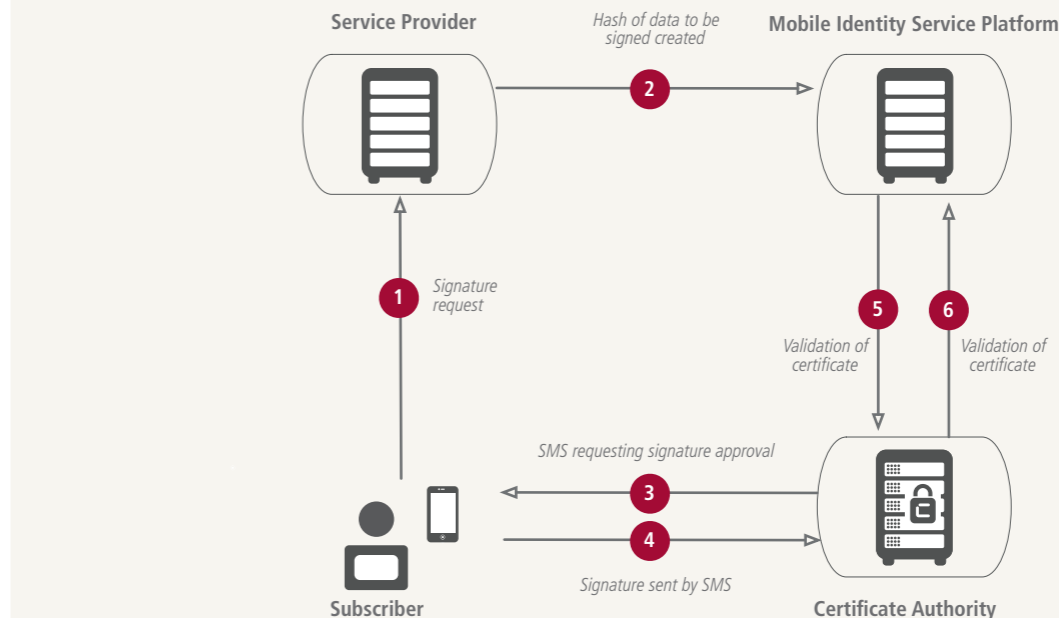 Service Provider
Hash of data to be
signed created
Mobile Identity Service Platform
2
1
Signature
request
5
6
Validation of
certificate
Validation of
certificate
SMS requesting signature approval
3
4
Signature sent by SMS
Subscriber
Certificate Authority